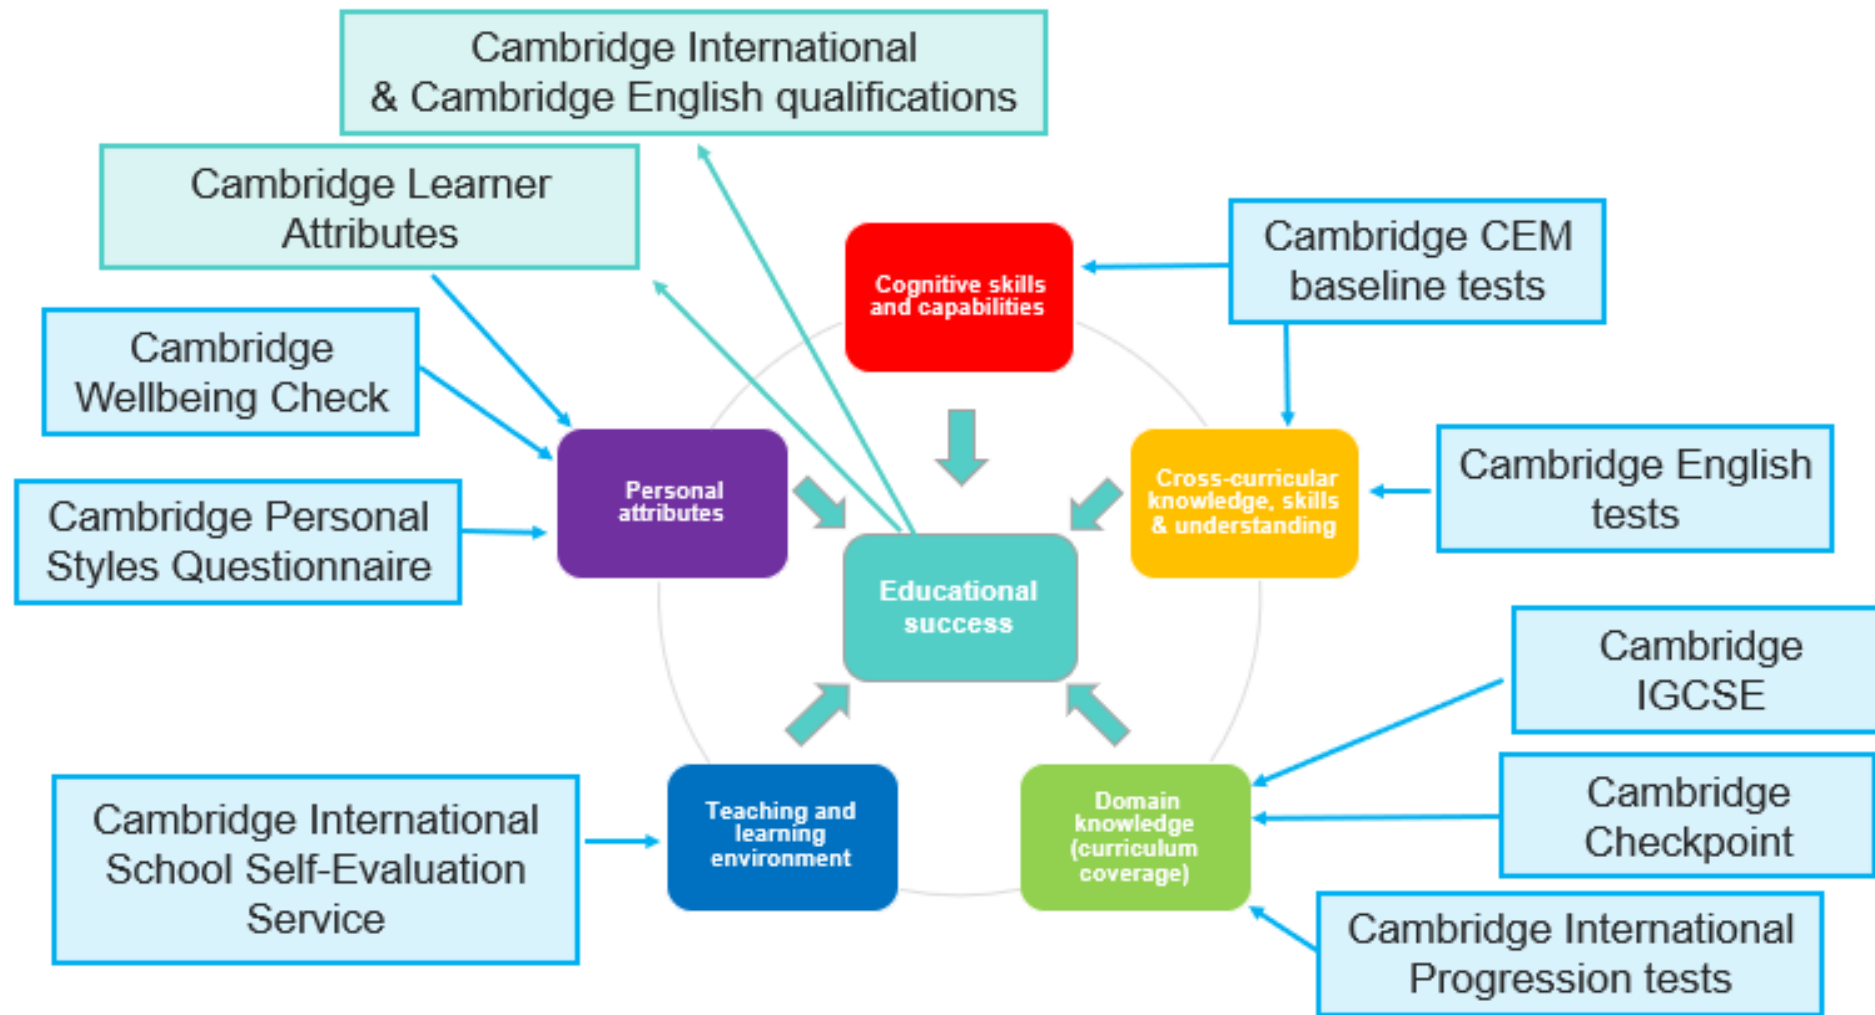 Cambridge International
& Cambridge English qualifications
Cambridge Learner
Attributes
Cambridge CEM
baseline tests
Cognitive skills
and capabilities
Cambridge
Wellbeing Check
Cambridge English
tests
Personal
attributes
Cross-curricular
knowledge, skills
& understanding
Cambridge Personal
Styles Questionnaire
Educational
success
Cambridge
IGCSE
Cambridge International
School Self-Evaluation
Service
Teaching and
learning
environment
Domain
knowledge
(curriculum
coverage)
Cambridge
Checkpoint
Cambridge International
Progression tests